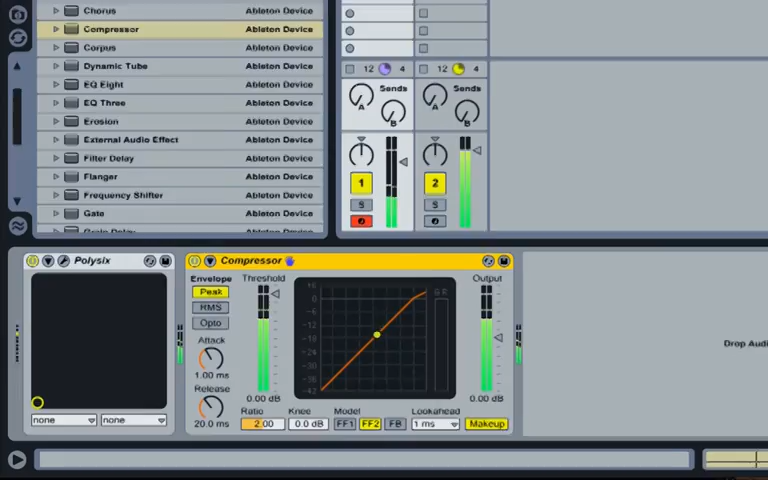 Chorus Ableton Device
Compressor Ableton Device
Corpus Ableton Device
Dynamic Tube Ableton Device
EQ Eight Ableton Device
EQ Three Ableton Device
Erosion Ableton Device
External Audio Effect Ableton Device
Filter Delay Ableton Device
Flanger Ableton Device
Frequency Shifter Ableton Device
Gate Ableton Device
12 4 12 4
Sends Sends
A B A B
1 2
S S
Polysix
none none
Compressor
Envelope Threshold Output
Peak
RMS
Opto
Attack
1.00 ms
Release
20.0 ms
0.00 dB 0.00 dB
Ratio Knee Model Lookahead
2.00 0.0 dB FF1 FF2 FB 1 ms Makeup
Drop Audi